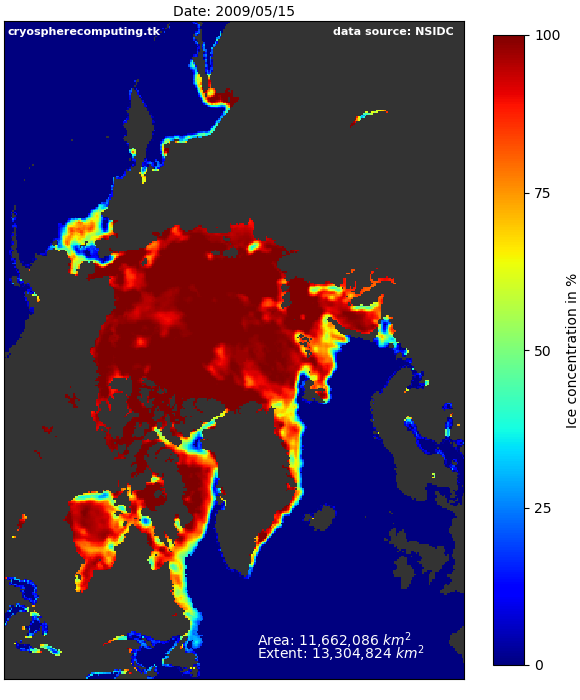 Date: 2009/05/15
cryospherecomputing.tk
data source: NSIDC
100
75
50
25
0
Ice concentration in %
Area: 11,662,086 km²
Extent: 13,304,824 km²